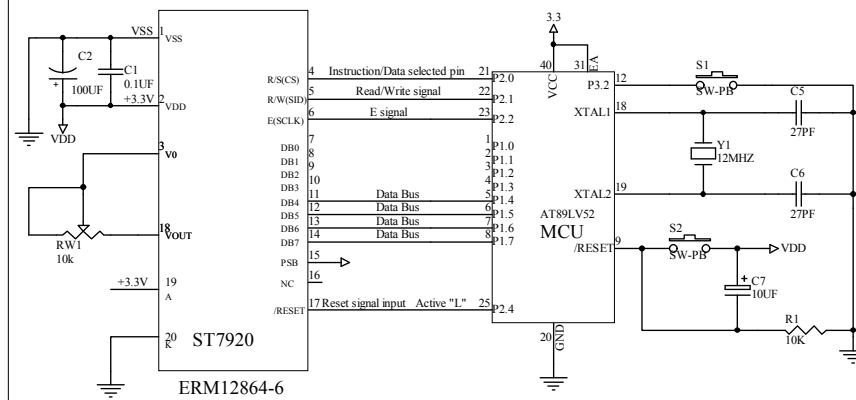 3.3
VSS 1 VSS
C2
100UF
C1
0.1UF
+3.3V 2 VDD
VDD
3 V0
18 VOUT
RW1
10k
+3.3V 19 A
20 K
R/S(CS) 4 Instruction/Data selected pin 21 P2.0
R/W(SID) 5 Read/Write signal 22 P2.1
E(SCLK) 6 E signal 23 P2.2
DB0 7
DB1 8
DB2 9
DB3 10
DB4 11 Data Bus 5 P1.4
DB5 12 Data Bus 6 P1.5
DB6 13 Data Bus 7 P1.6
DB7 14 Data Bus 8 P1.7
PSB 15
NC 16
/RESET 17 Reset signal input Active "L" 25 P2.4
ST7920
ERM12864-6
1 P1.0
2 P1.1
3 P1.2
4 P1.3
40 VCC
31 EA
P3.2 12
XTAL1 18
XTAL2 19
AT89LV52
MCU
/RESET 9
20 GND
S1
SW-PB
C5
27PF
Y1
12MHZ
C6
27PF
S2
SW-PB
VDD
+ C7
10UF
R1
10K